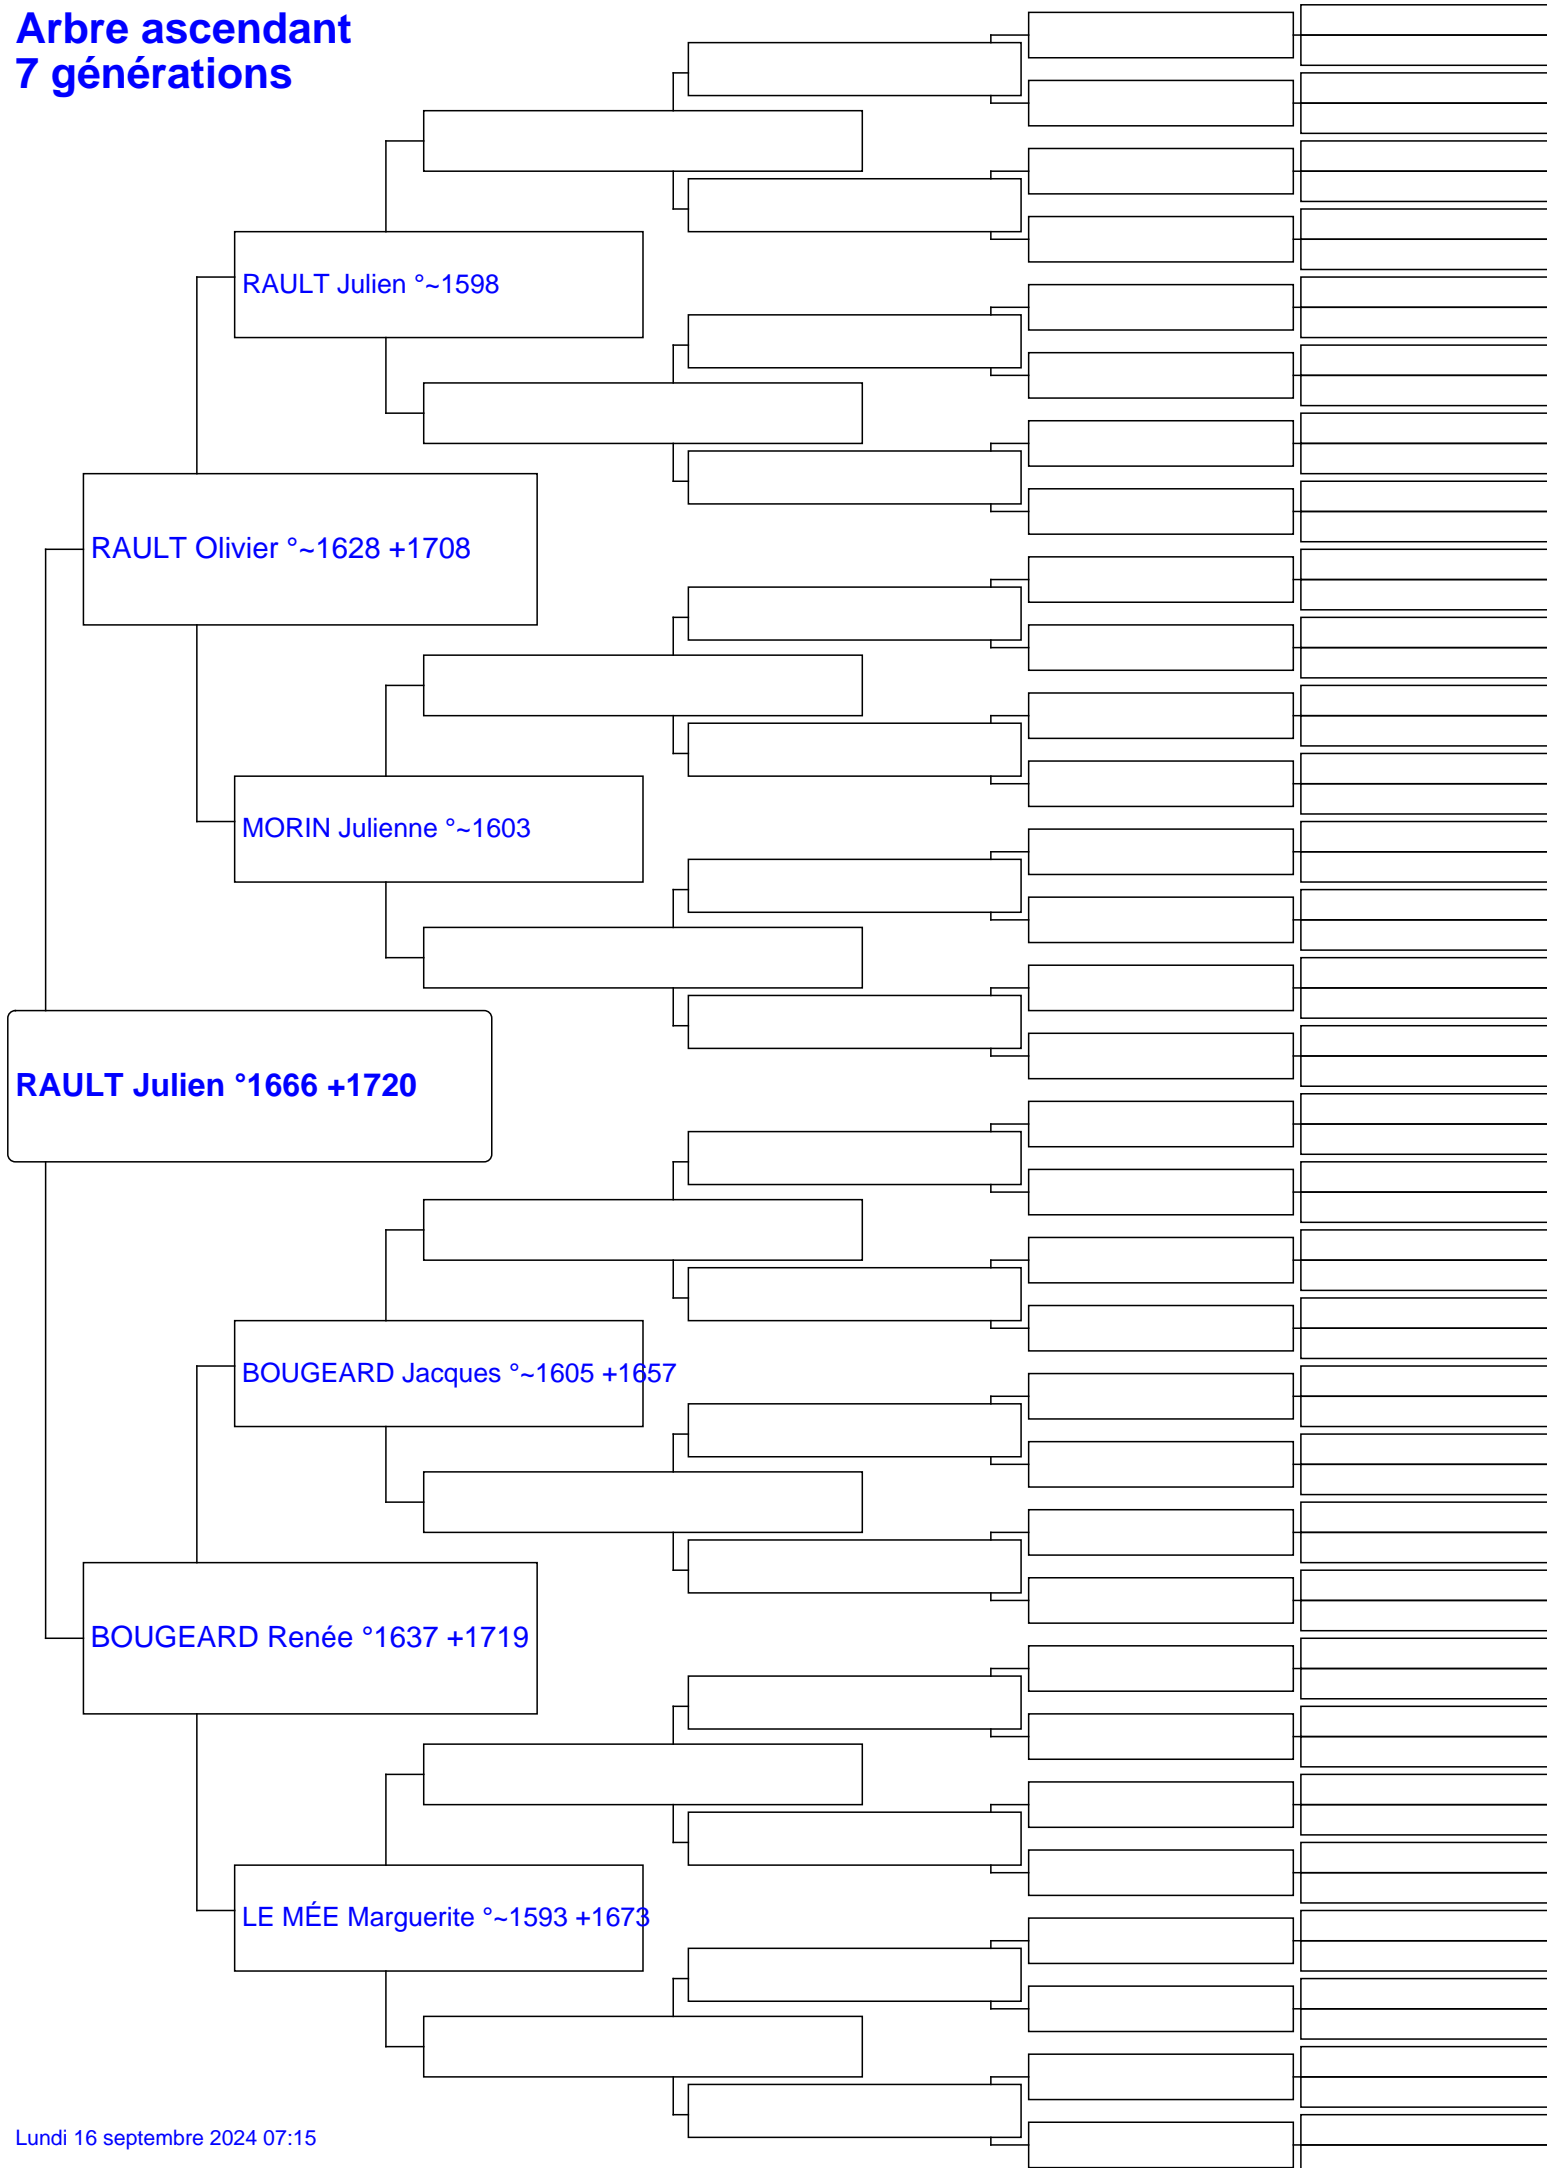 Arbre ascendant
7 générations
RAULT Julien °~1598
RAULT Olivier °~1628 +1708
MORIN Julienne °~1603
RAULT Julien °1666 +1720
BOUGEARD Jacques °~1605 +1657
BOUGEARD Renée °1637 +1719
LE MÉE Marguerite °~1593 +1673
Lundi 16 septembre 2024 07:15